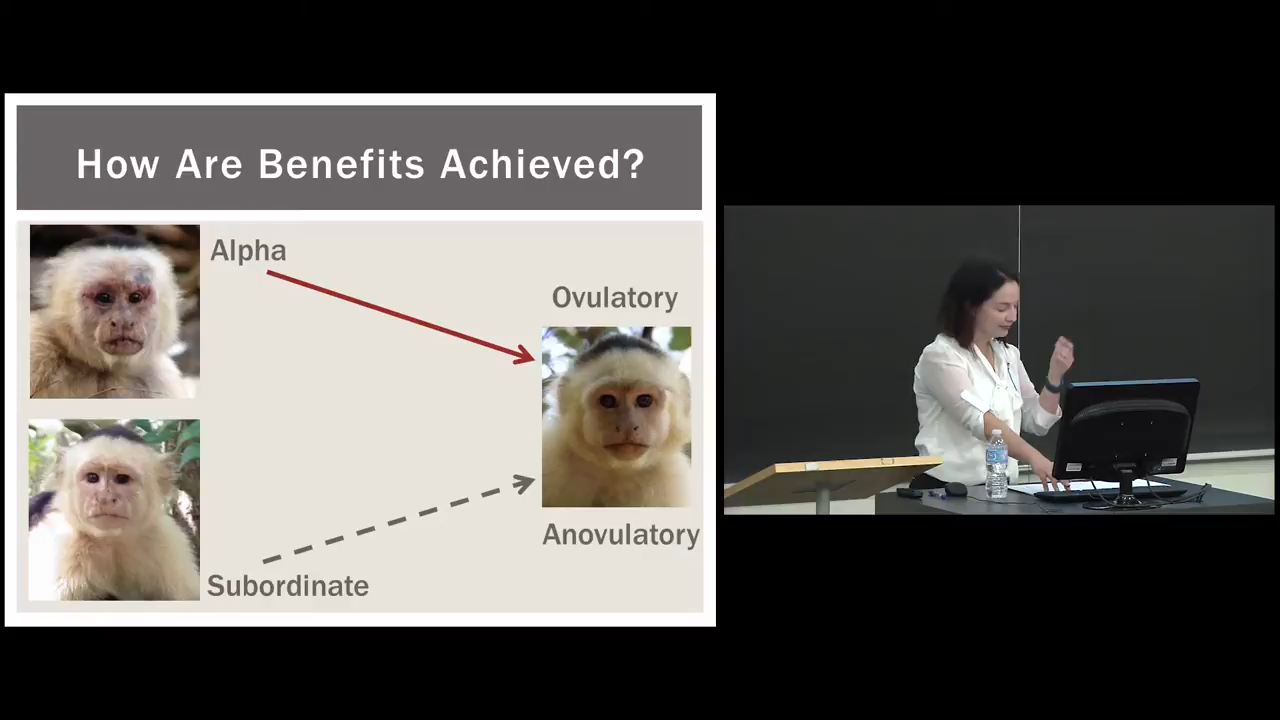 How Are Benefits Achieved?
Alpha
Ovulatory
Anovulatory
Subordinate